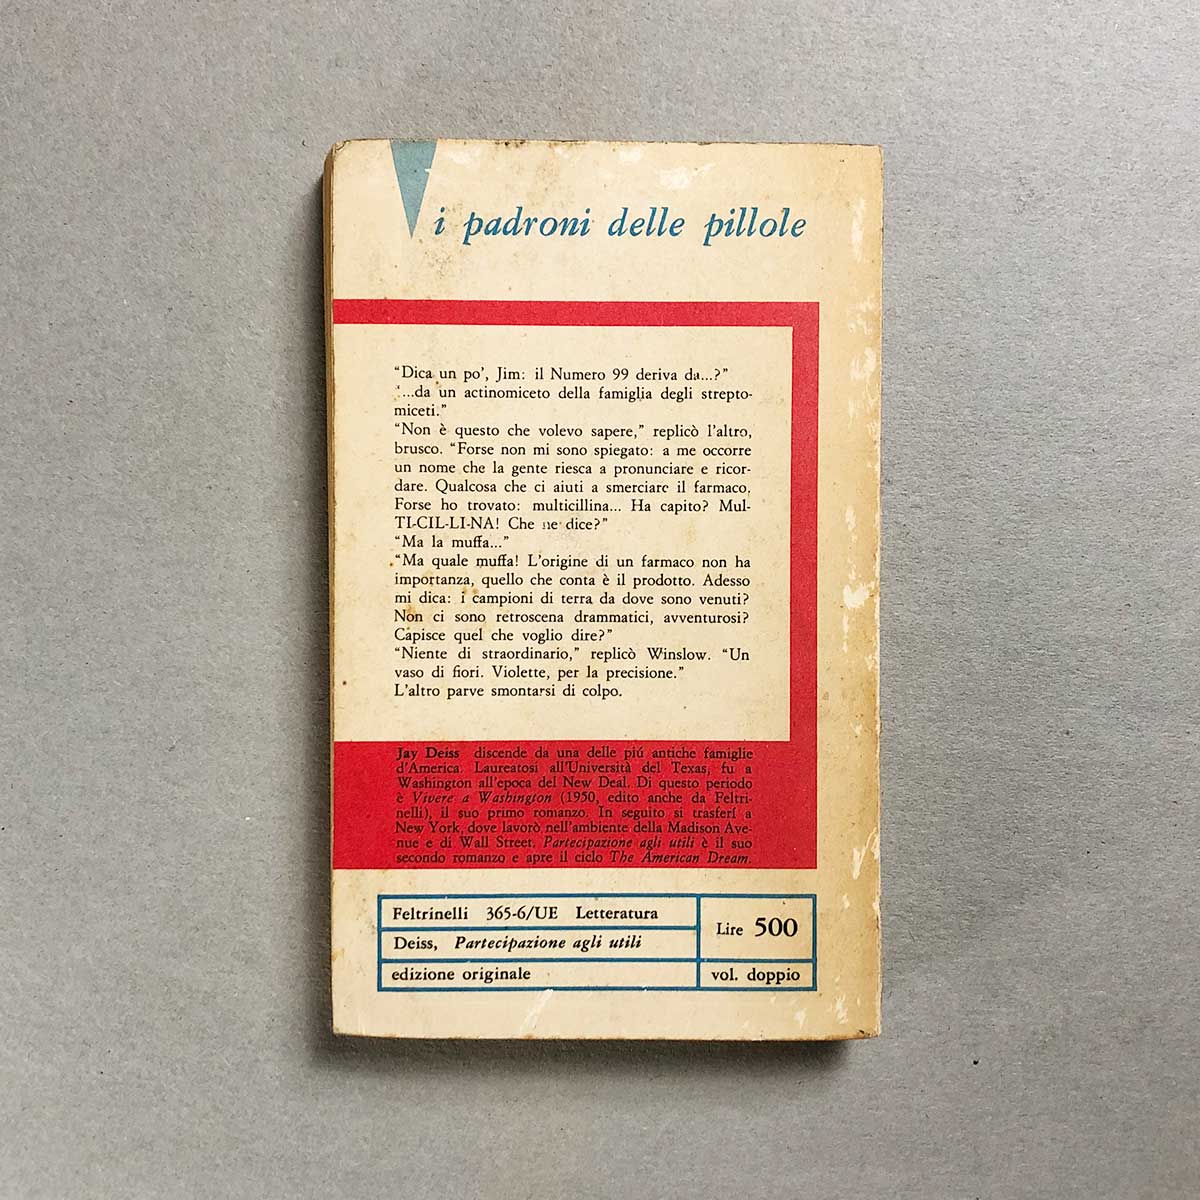 i padroni delle pillole
“Dica un po’, Jim: il Numero 99 deriva da...?”
“...da un actinomiceto della famiglia degli strepto-
miceti.”
“Non è questo che volevo sapere,” replicò l’altro,
brusco. “Forse non mi sono spiegato: a me occorre
un nome che la gente riesca a pronunciare e ricor-
dare. Qualcosa che ci aiuti a smerciare il farmaco.
Forse ho trovato: multicillina... Ha capito? Mul-
TI-CIL-LI-NA! Che ne dice?”
“Ma la muffa...”
“Ma quale muffa! L’origine di un farmaco non ha
importanza, quello che conta è il prodotto. Adesso
mi dica: i campioni di terra da dove sono venuti?
Non ci sono retroscena drammatici, avventurosi?
Capisce quel che voglio dire?”
“Niente di straordinario,” replicò Winslow. “Un
vaso di fiori. Violette, per la precisione.”
L’altro parve smontarsi di colpo.
Jay Deiss discende da una delle piú antiche famiglie
d’America. Laureatosi all’Università del Texas, fu a
Washington all’epoca del New Deal. Di questo periodo
è Vivere a Washington (1950, edito anche da Feltri-
nelli), il suo primo romanzo. In seguito si trasferí a
New York, dove lavorò nell’ambiente della Madison Ave-
nue e di Wall Street. Partecipazione agli utili è il suo
secondo romanzo e apre il ciclo The American Dream.
Feltrinelli 365-6/UE Letteratura
Deiss, Partecipazione agli utili
edizione originale
Lire 500
vol. doppio